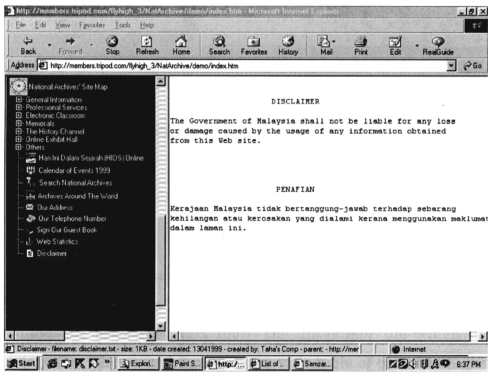 http://members.tripod.com/flyhigh_3/NatArchive/demo/index.htm - Microsoft Internet Explorer
File Edit View Favorites Tools Help
Back Forward Stop Refresh Home Search Favorites History Mail Print Edit RealGuide
Address http://members.tripod.com/flyhigh_3/NatArchive/demo/index.htm Go
National Archives' Site Map
General Information
Professional Services
Electronic Classroom
Memorials
The History Channel
Online Exhibit Hall
Others
Hari Ini Dalam Sejarah (HIDS) Online
Calendar of Events 1999
Search National Archives
Archives Around The World
Our Address
Our Telephone Number
Sign Our Guest Book
Web Statistics
Disclaimer
DISCLAIMER
The Government of Malaysia shall not be liable for any loss
or damage caused by the usage of any information obtained
from this Web site.
PENAFIAN
Kerajaan Malaysia tidak bertanggung-jawab terhadap sebarang
kehilangan atau kerosakan yang dialami kerana menggunakan maklumat
dalam laman ini.
Disclaimer - filename: disclaimer.txt - size: 1KB - date created: 13041999 - created by: Taha's Comp - parent: - http://mer Internet
Start Explori... Paint S... http:/... List of ... Samzar... 6:37 PM